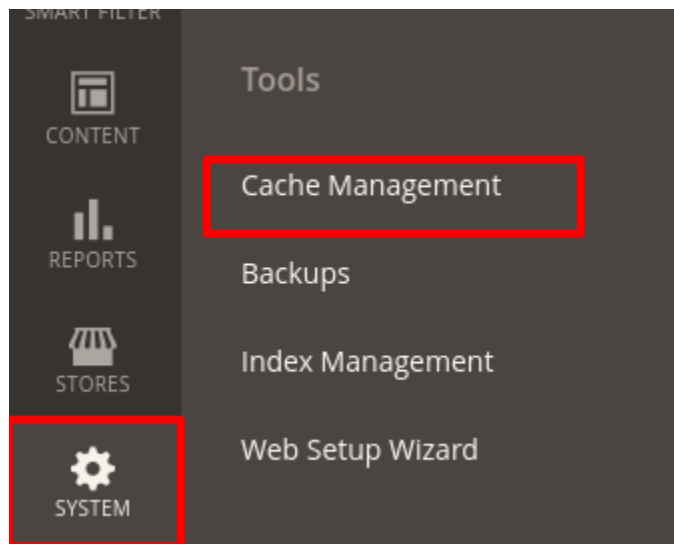 SMART FILTER
CONTENT
REPORTS
STORES
SYSTEM
Tools
Cache Management
Backups
Index Management
Web Setup Wizard